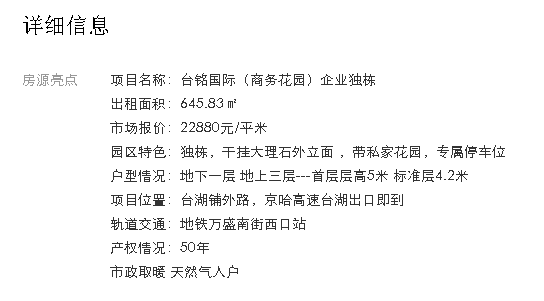 详细信息
房源亮点
项目名称：台铭国际（商务花园）企业独栋
出租面积：645.83㎡
市场报价：22880元/平米
园区特色：独栋，干挂大理石外立面 ，带私家花园，专属停车位
户型情况：地下一层 地上三层---首层层高5米 标准层4.2米
项目位置：台湖铺外路，京哈高速台湖出口即到
轨道交通：地铁万盛南街西口站
产权情况：50年
市政取暖 天然气入户